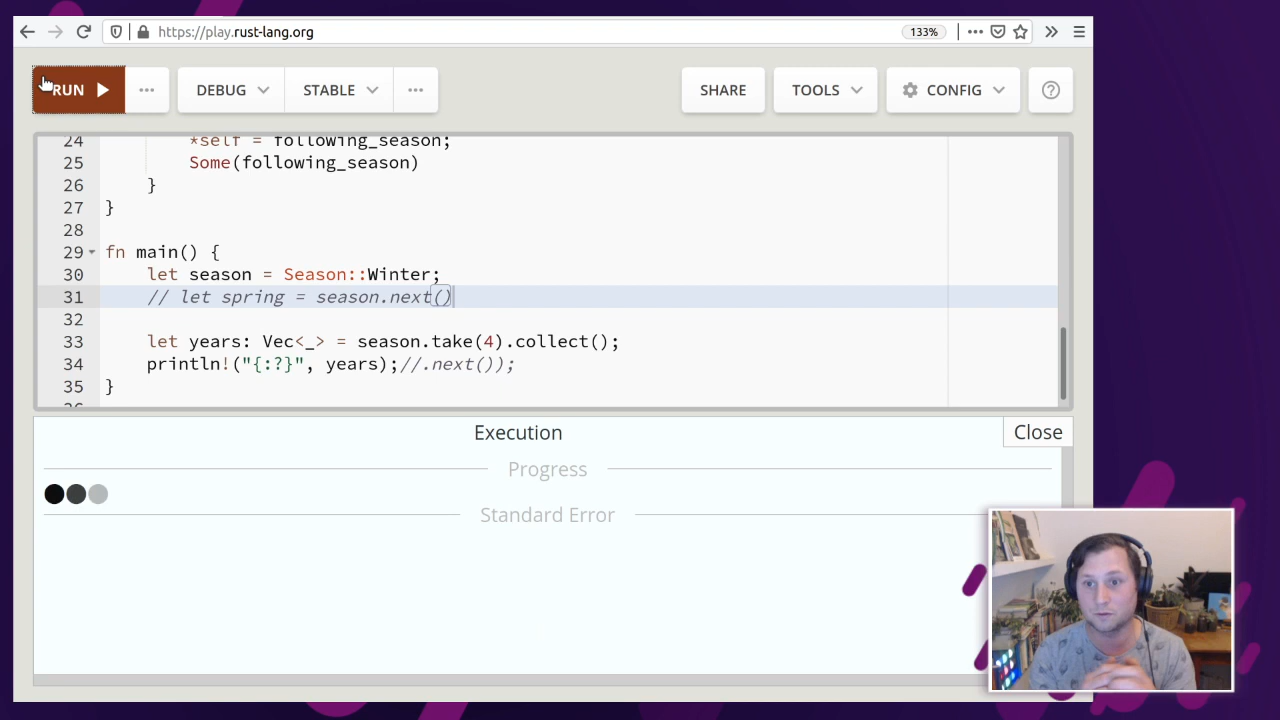 https://play.rust-lang.org
133%
RUN
DEBUG
STABLE
SHARE
TOOLS
CONFIG
24 *self = following_season;
25 Some(following_season)
26 }
27 }
28
29 fn main() {
30 let season = Season::Winter;
31 // let spring = season.next()
32
33 let years: Vec<_> = season.take(4).collect();
34 println!("{:?}", years);//.next());
35 }
Execution
Close
Progress
Standard Error